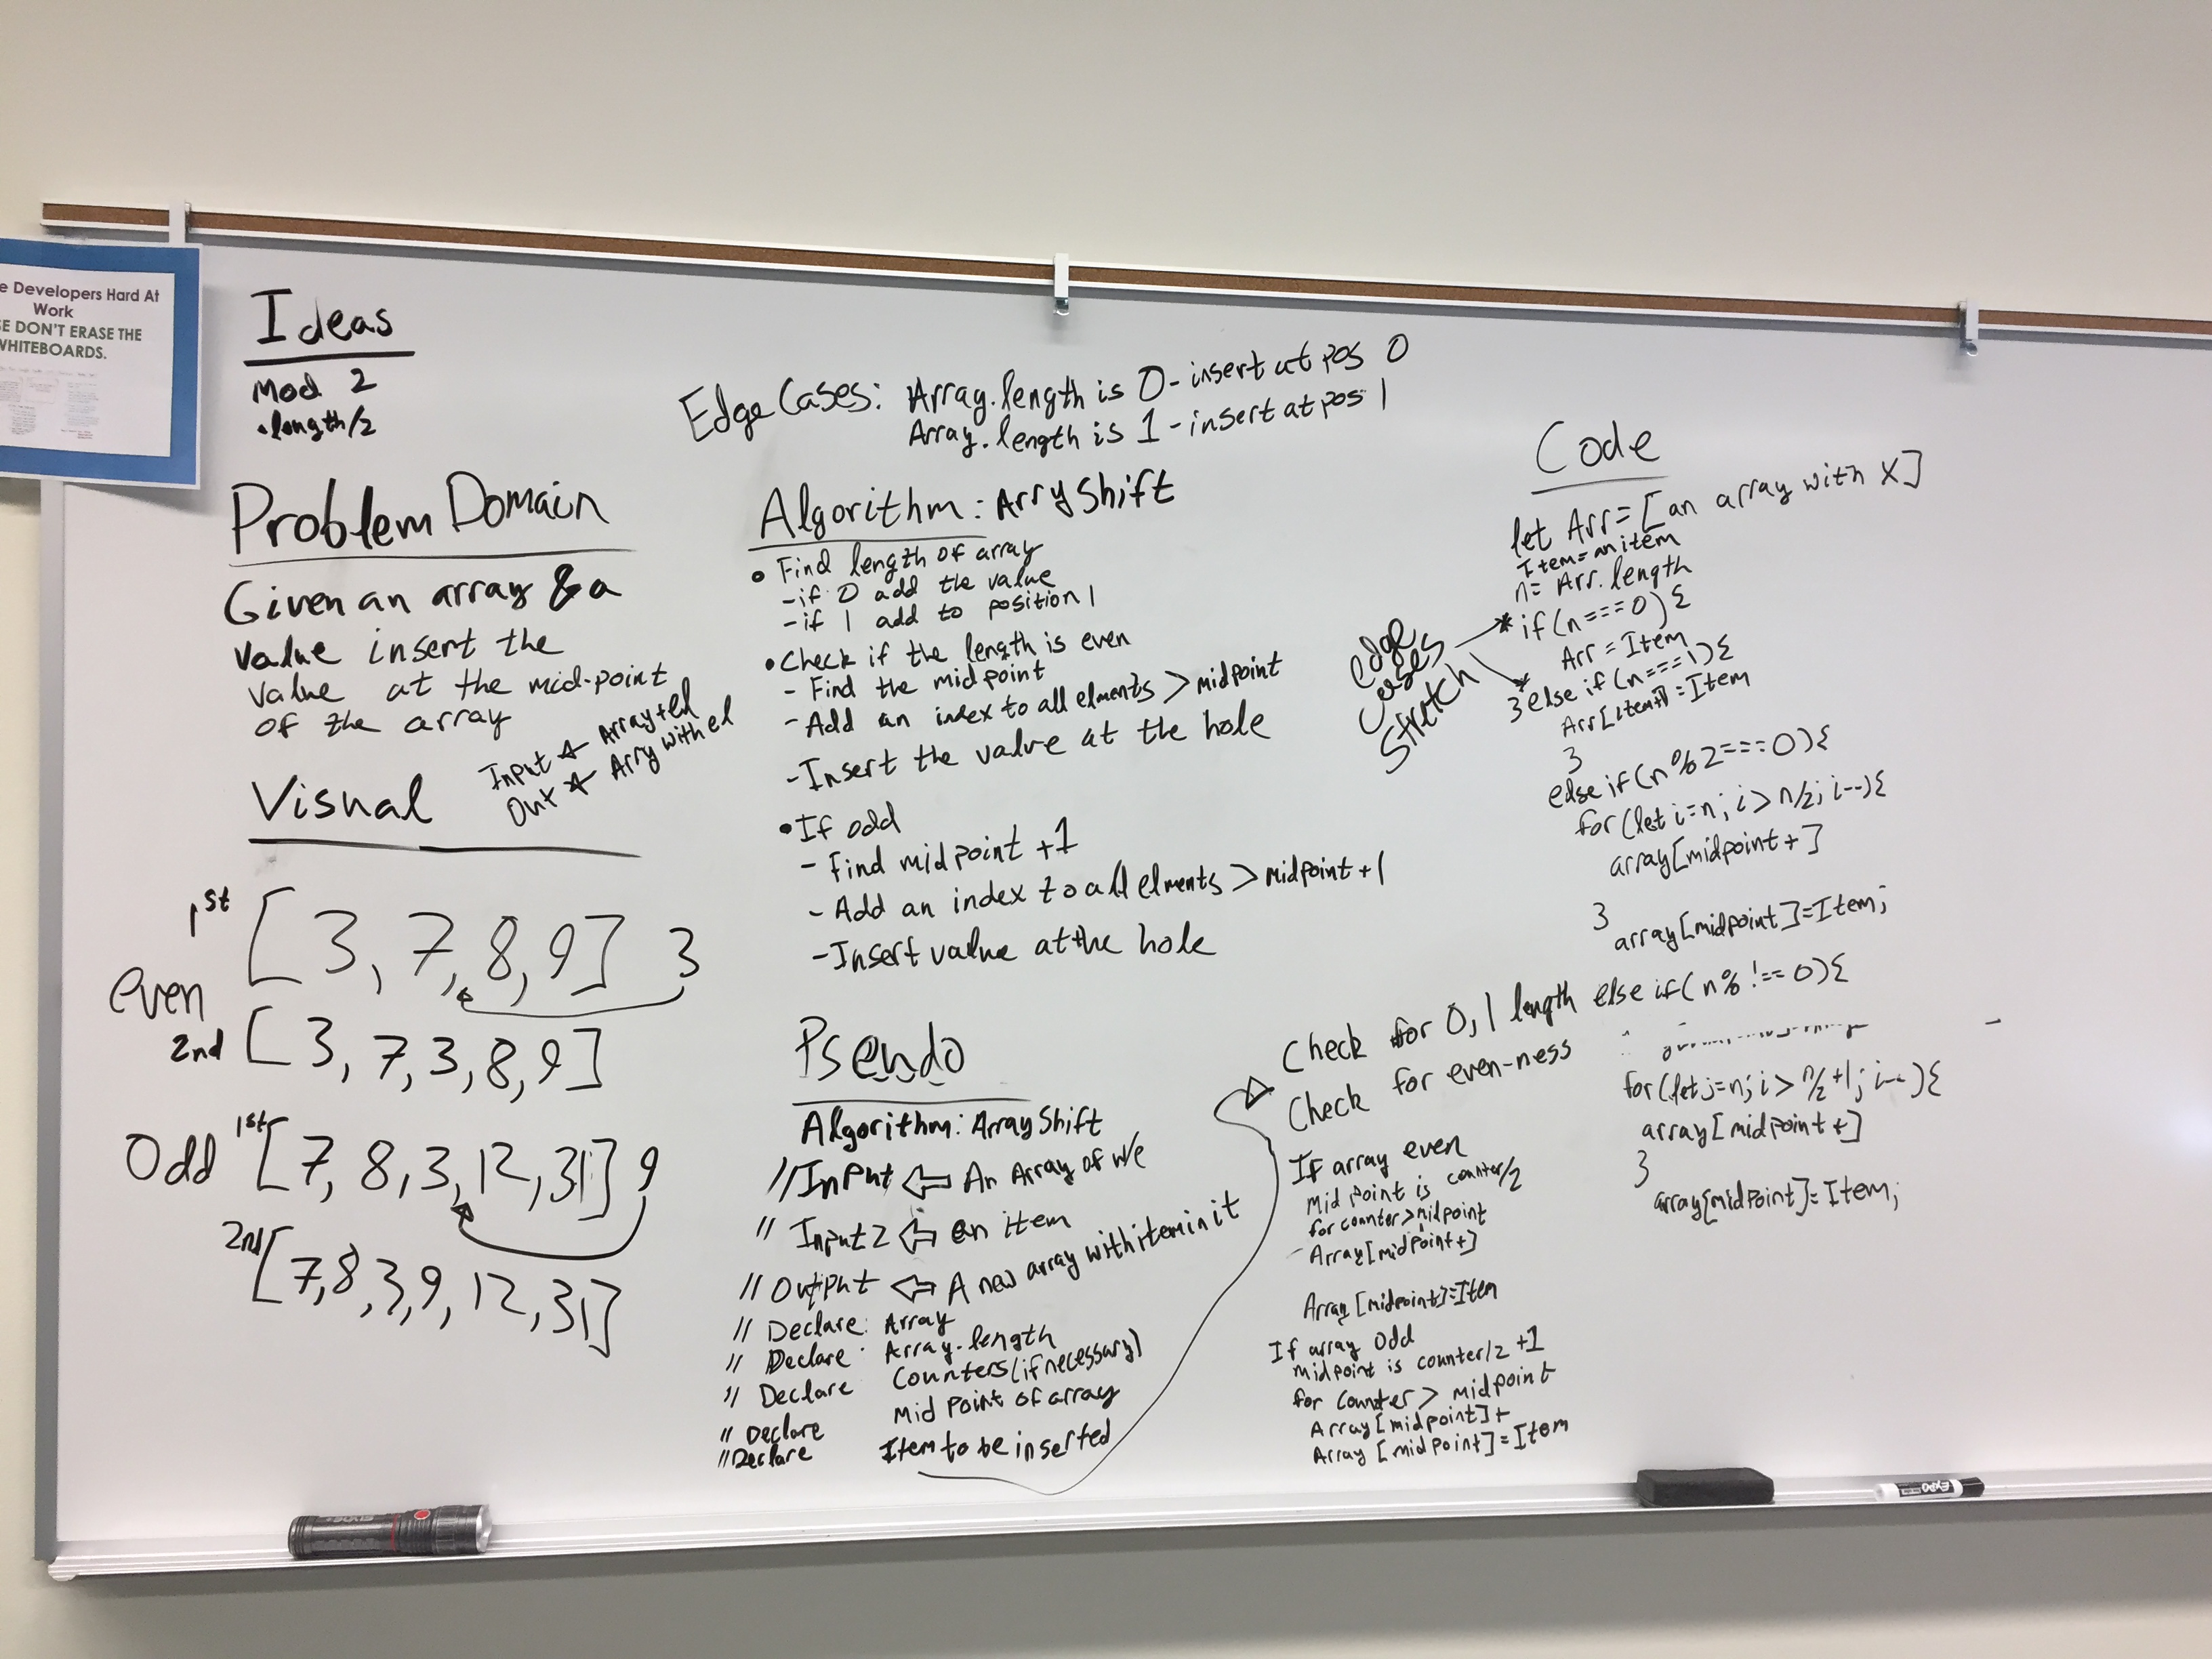 e Developers Hard At
Work
SE DON'T ERASE THE
WHITEBOARDS.
Ideas
Mod 2
.length/2
Problem Domain
Given an array & a
value insert the
value at the mid-point
of the array
Input Array + el
Out Arry with el
Visual
1st [3, 7, 8, 9] 3
even
2nd [3, 7, 3, 8, 9]
Odd 1st [7, 8, 3, 12, 31] 9
2nd [7, 8, 3, 9, 12, 31]
Edge Cases: Array.length is 0 - insert at pos 0
Array.length is 1 - insert at pos 1
Algorithm: ArryShift
• Find length of array
- if 0 add the value
- if 1 add to position 1
• Check if the length is even
- Find the midpoint
- Add an index to all elments > midpoint
- Insert the value at the hole
• If odd
- Find midpoint +1
- Add an index to all elments > midpoint +1
- Insert value at the hole
Pseudo
Algorithm: ArrayShift
// Input ⇐ An Array of
// Input 2 ⇐ an item
// Output ⇐ A new array with item in it
// Declare: Array
// Declare Array.length
// Declare Counters (if necessary)
// Declare Mid Point of array
// Declare Item to be inserted
Check for 0, 1 length
Check for even-ness
If array even
Mid point is counter/2
for counter > midpoint
Array[midpoint+]
Array[midpoint]=Item
If array odd
midpoint is counter/2 +1
for counter > midpoint
Array[midpoint]+
Array[midpoint]=Item
Code
let Arr = [an array with x]
Item = an item
n = Arr.length
edge
cases
stretch
* if (n===0) {
Arr = Item
* } else if (n===1) {
= Item
}
else if (n%2===0) {
for (let i=n; i > n/2; i--) {
array[midpoint+]
}
array[midpoint]=Item;
else if (n% !==0) {
for (let j=n; i > n/2 +1; i--) {
array[midpoint+]
}
array[midpoint]=Item;
EXPO